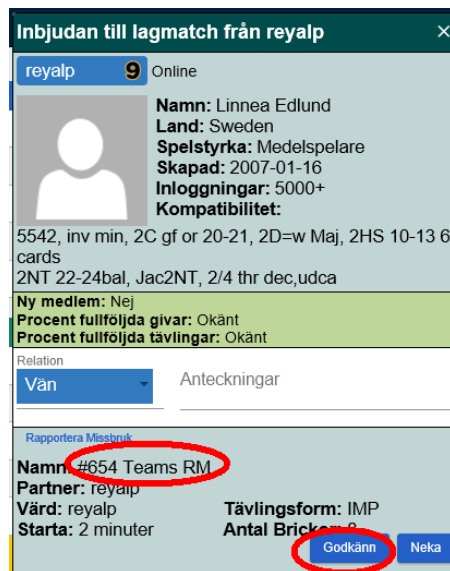 Inbjudan till lagmatch från reyalp ×
reyalp 9 Online
Namn: Linnea Edlund
Land: Sweden
Spelstyrka: Medelspelare
Skapad: 2007-01-16
Inloggningar: 5000+
Kompatibilitet:
5542, inv min, 2C gf or 20-21, 2D=w Maj, 2HS 10-13 6
cards
2NT 22-24bal, Jac2NT, 2/4 thr dec,udca
Ny medlem: Nej
Procent fullföljda givar: Okänt
Procent fullföljda tävlingar: Okänt
Relation
Vän Anteckningar
Rapportera Missbruk
Namn: #654 Teams RM
Partner: reyalp
Värd: reyalp Tävlingsform: IMP
Starta: 2 minuter Antal Brickor: 8
Godkänn Neka